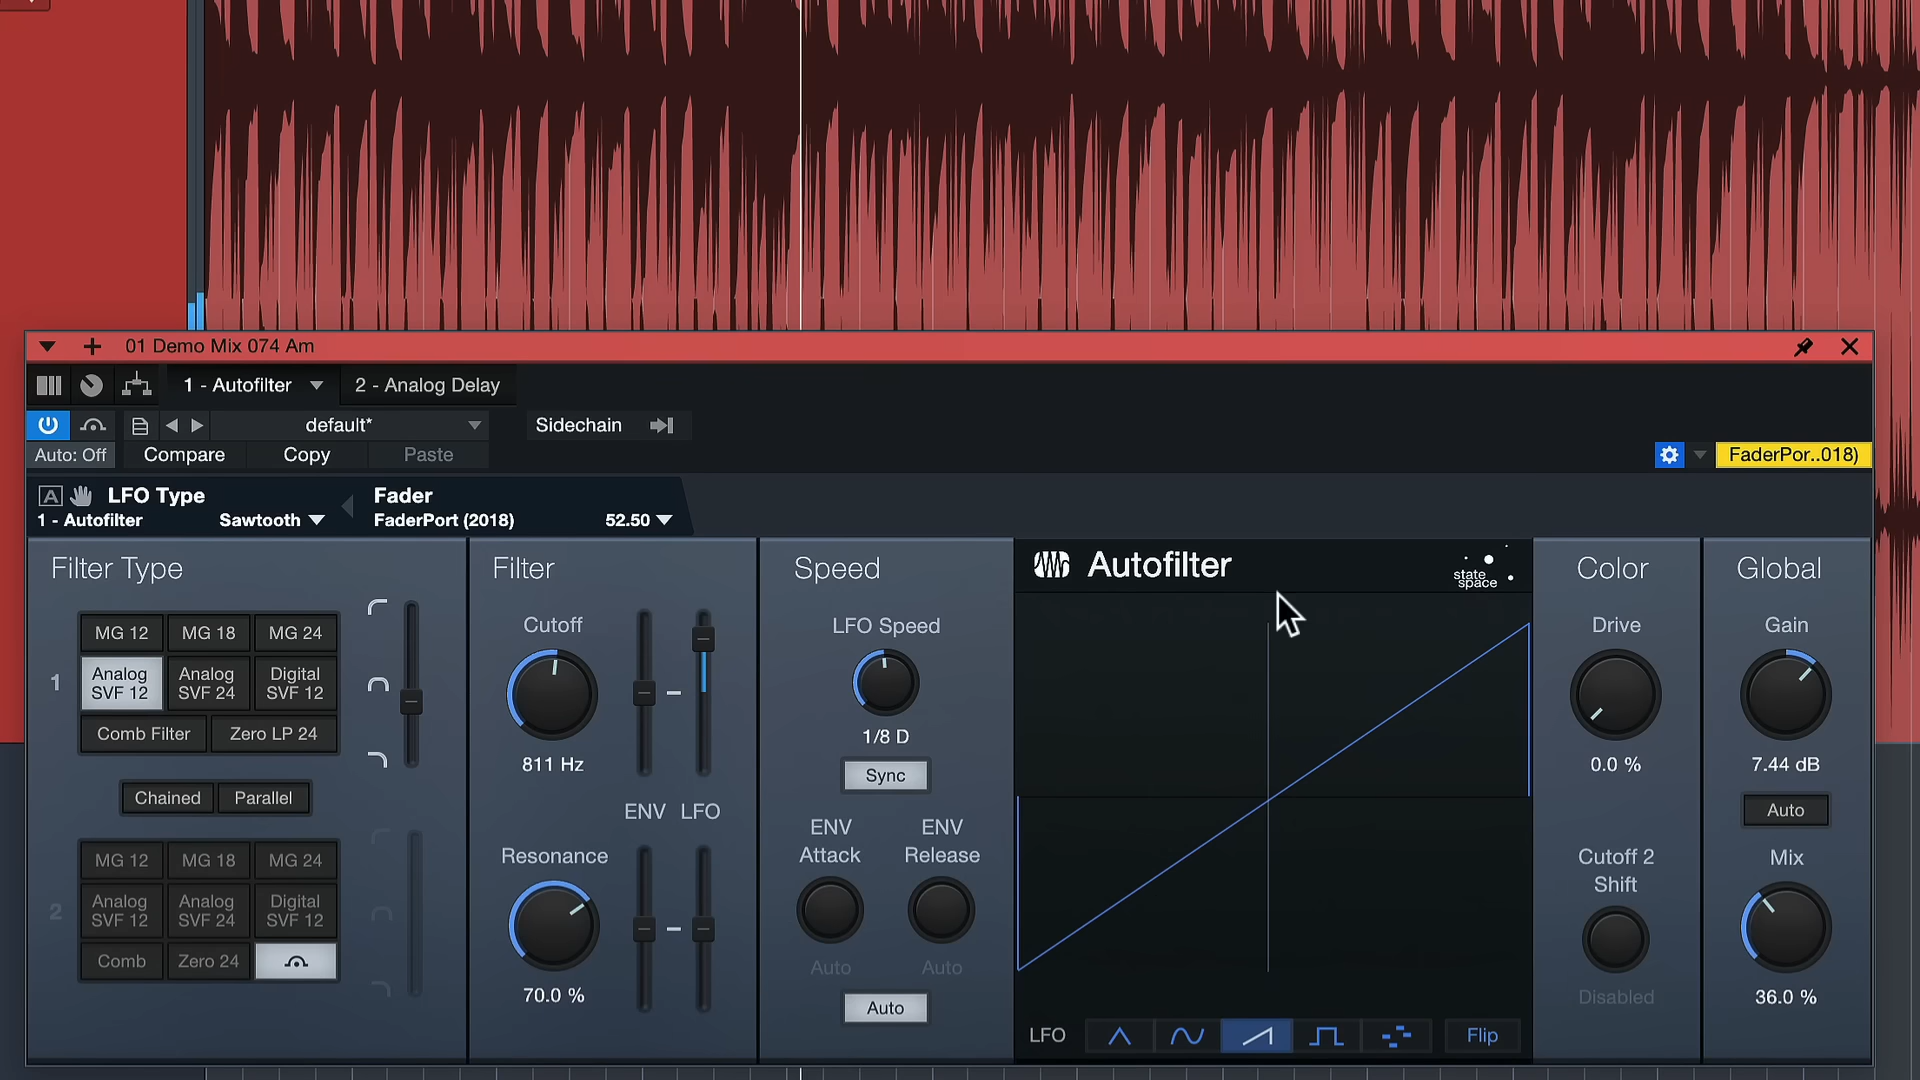 01 Demo Mix 074 Am
1 - Autofilter
2 - Analog Delay
default*
Sidechain
Auto: Off
Compare
Copy
Paste
FaderPor..018)
A
LFO Type
Fader
1 - Autofilter
Sawtooth
FaderPort (2018)
52.50
Filter Type
Filter
Speed
Autofilter
state
space
Color
Global
1
MG 12
MG 18
MG 24
Analog
SVF 12
Analog
SVF 24
Digital
SVF 12
Comb Filter
Zero LP 24
Chained
Parallel
2
MG 12
MG 18
MG 24
Analog
SVF 12
Analog
SVF 24
Digital
SVF 12
Comb
Zero 24
Cutoff
811 Hz
ENV
LFO
Resonance
70.0 %
LFO Speed
1/8 D
Sync
ENV
Attack
ENV
Release
Auto
Auto
Auto
LFO
Flip
Drive
0.0 %
Cutoff 2
Shift
Disabled
Gain
7.44 dB
Auto
Mix
36.0 %